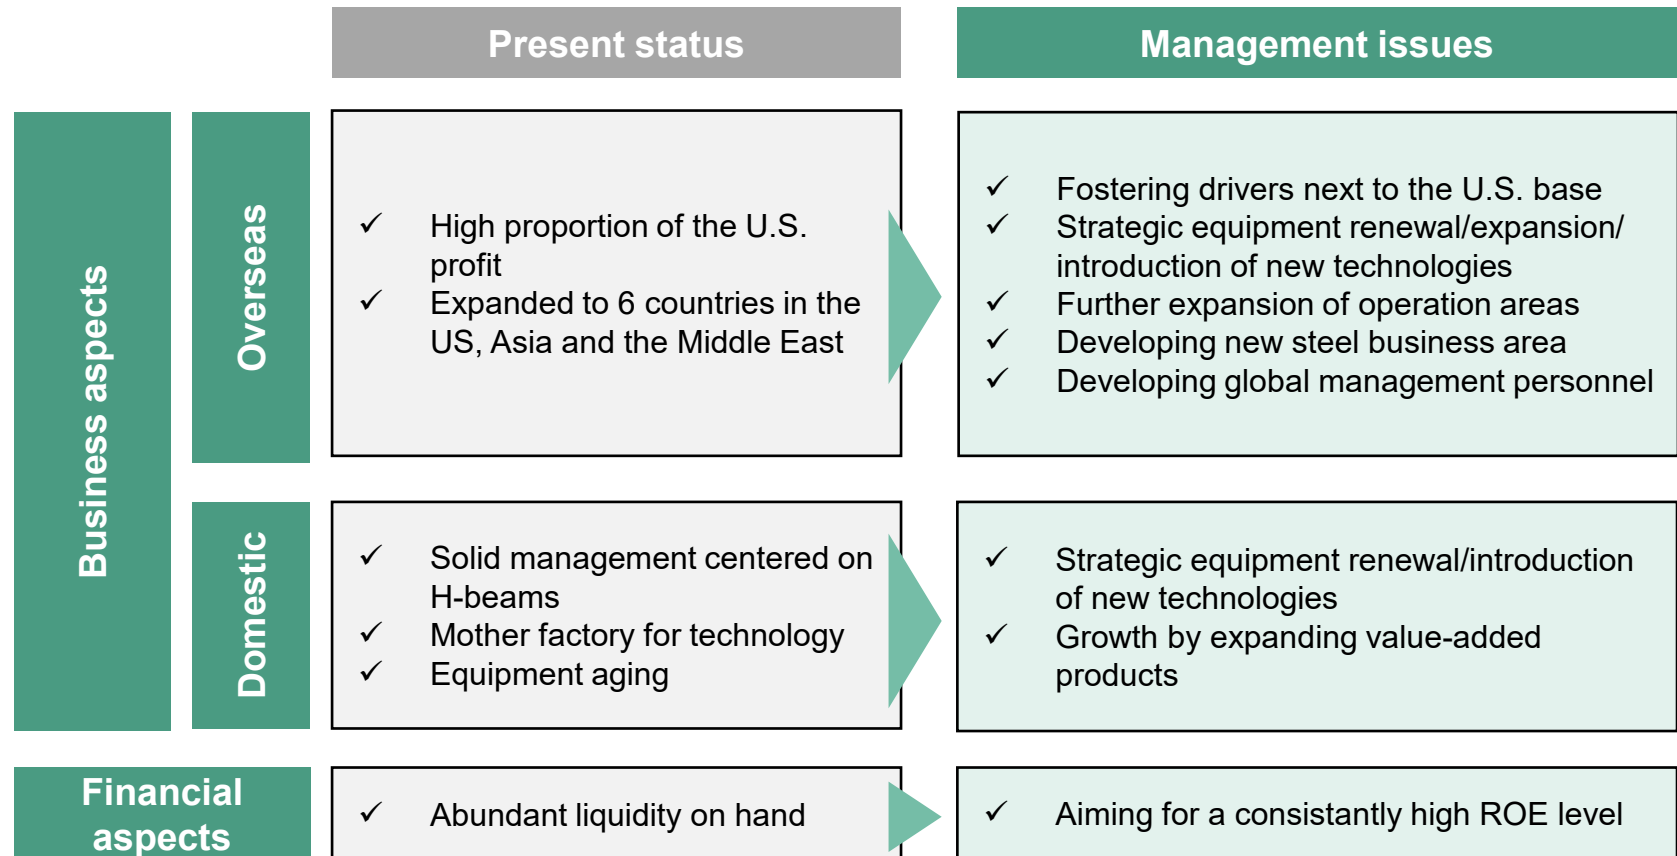 Present status
Management issues
Business aspects
Overseas
✓ High proportion of the U.S.
profit
✓ Expanded to 6 countries in the
US, Asia and the Middle East
✓ Fostering drivers next to the U.S. base
✓ Strategic equipment renewal/expansion/
introduction of new technologies
✓ Further expansion of operation areas
✓ Developing new steel business area
✓ Developing global management personnel
Domestic
✓ Solid management centered on
H-beams
✓ Mother factory for technology
✓ Equipment aging
✓ Strategic equipment renewal/introduction
of new technologies
✓ Growth by expanding value-added
products
Financial
aspects
✓ Abundant liquidity on hand
✓ Aiming for a consistantly high ROE level